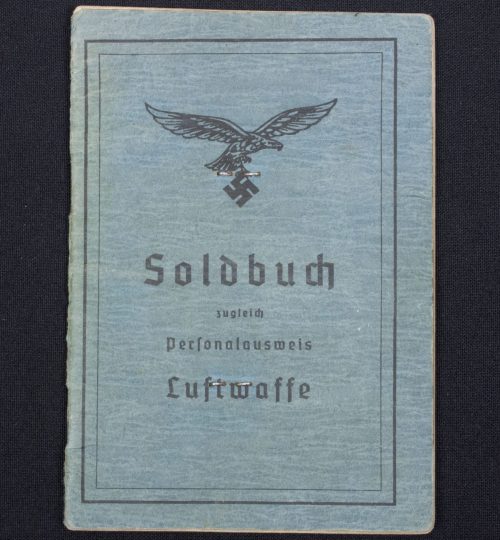 Soldbuch
zugleich
Personalausweis
Luftwaffe